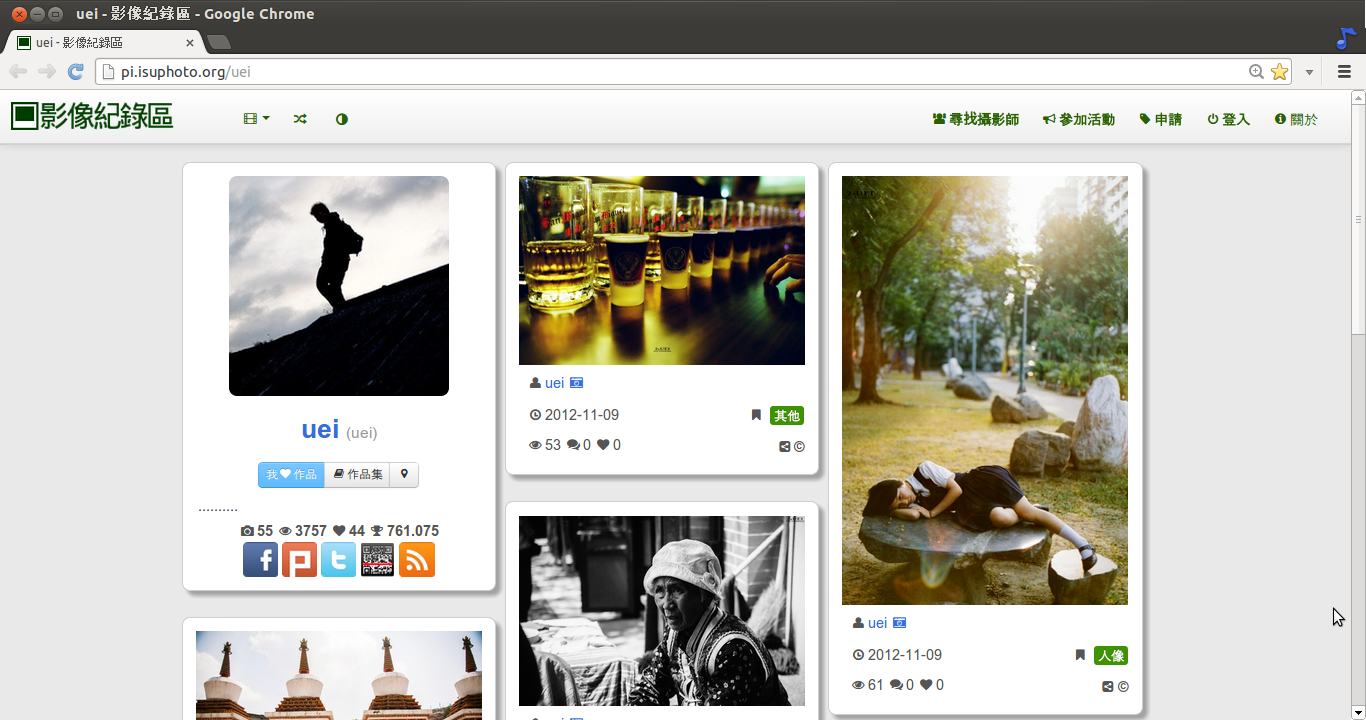 uei - 影像紀錄區 - Google Chrome
uei - 影像紀錄區
pi.isuphoto.org/uei
影像紀錄區
尋找攝影師 參加活動 申請 登入 關於
uei (uei)
我 作品 作品集
..........
55 3757 44 761.075
uei
2012-11-09 其他
53 0 0 ©
uei
2012-11-09 人像
61 0 0 ©